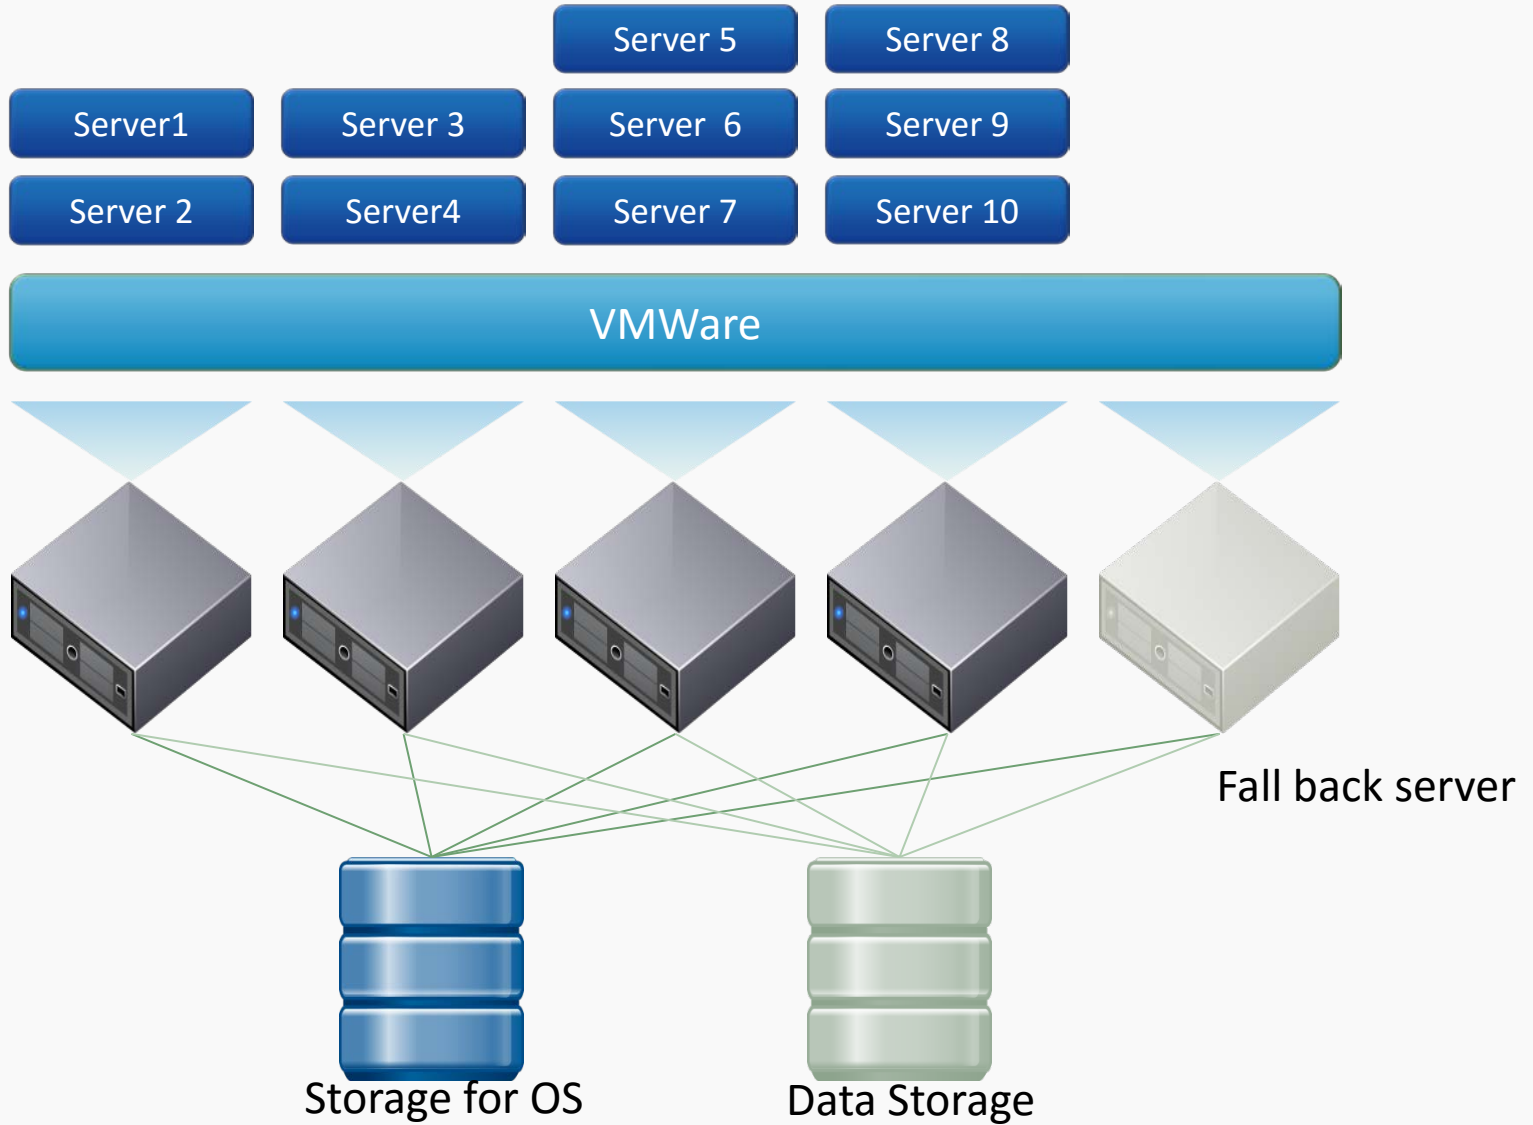 Server 5
Server 8
Server1
Server 3
Server  6
Server 9
Server 2
Server4
Server 7
Server 10
VMWare
Fall back server
Storage for OS
Data Storage